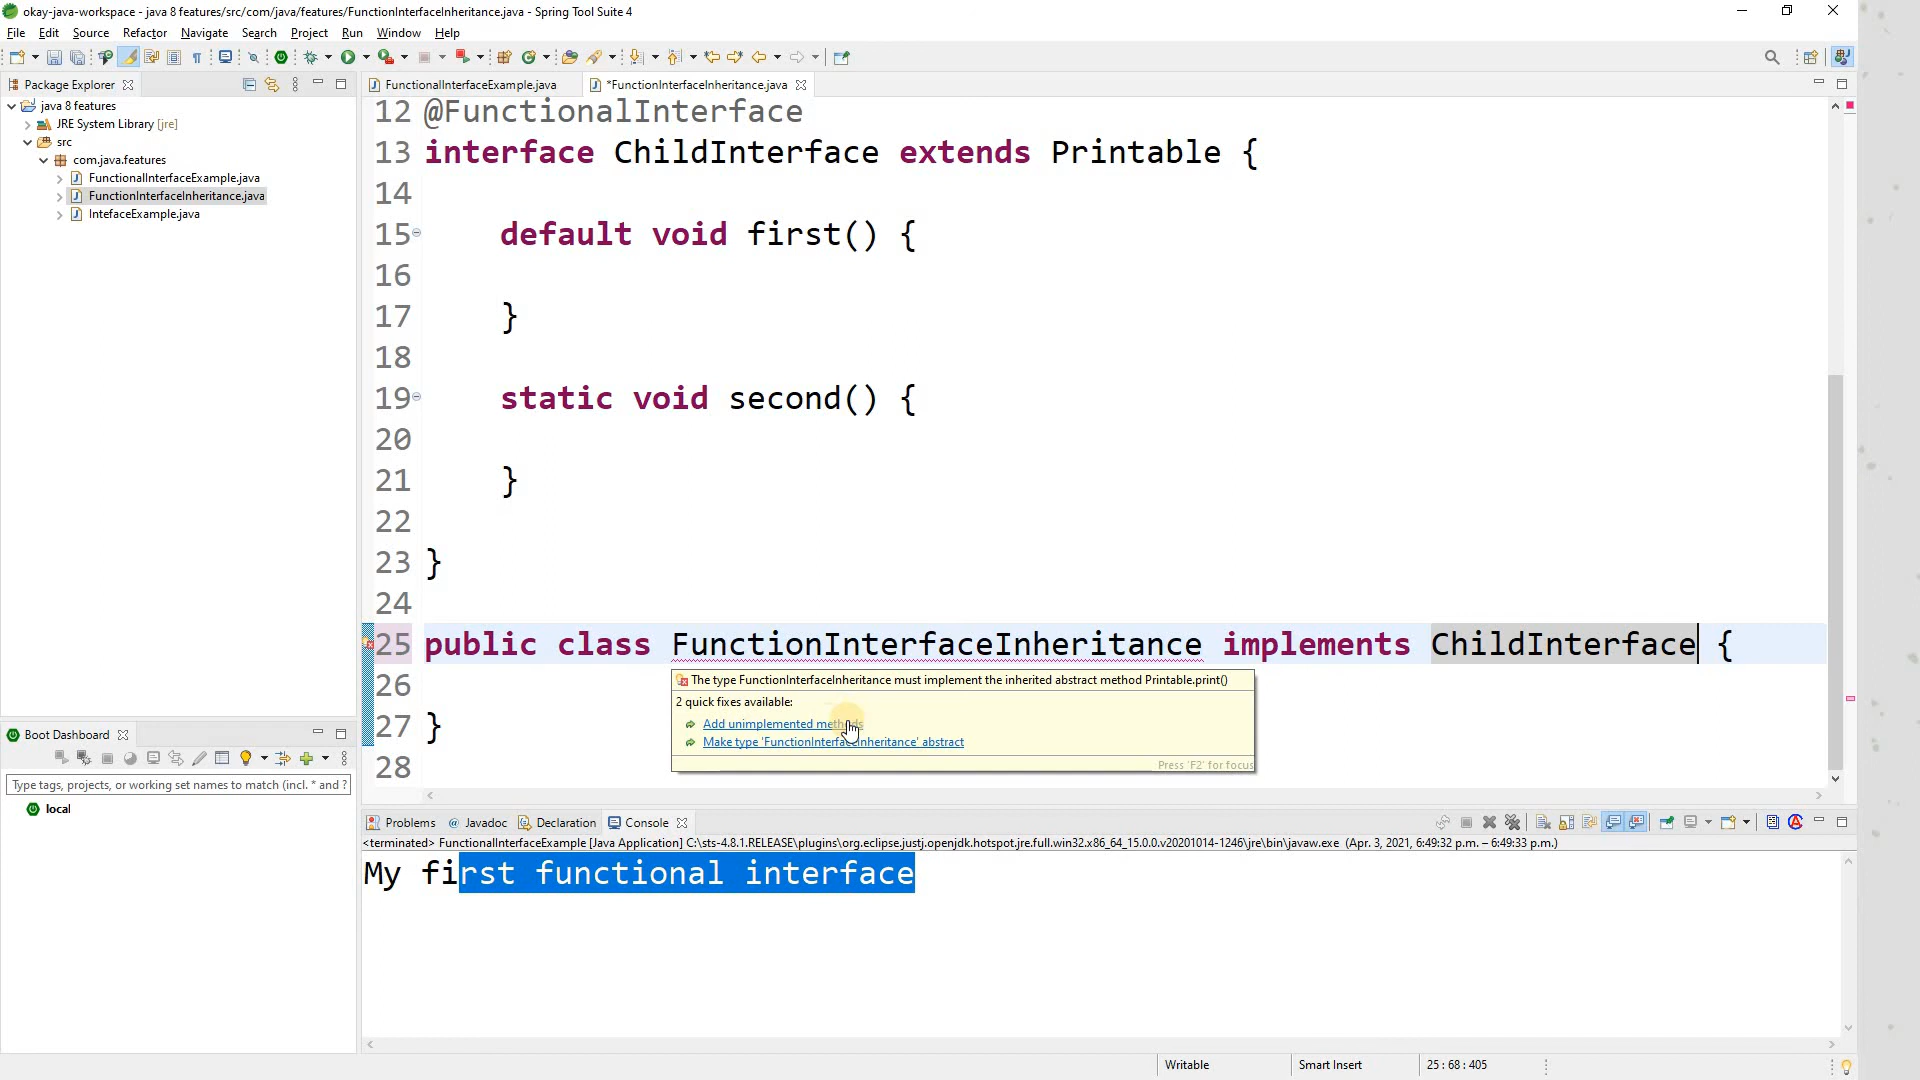 okay-java-workspace - java 8 features/src/com/java/features/FunctionInterfaceInheritance.java - Spring Tool Suite 4
File Edit Source Refactor Navigate Search Project Run Window Help
Package Explorer
FunctionalInterfaceExample.java
*FunctionInterfaceInheritance.java
java 8 features
JRE System Library [jre]
src
com.java.features
FunctionalInterfaceExample.java
FunctionInterfaceInheritance.java
IntefaceExample.java
12 @FunctionalInterface
13 interface ChildInterface extends Printable {
14
15 default void first() {
16
17 }
18
19 static void second() {
20
21 }
22
23 }
24
25 public class FunctionInterfaceInheritance implements ChildInterface {
26
27 }
28
The type FunctionInterfaceInheritance must implement the inherited abstract method Printable.print()
2 quick fixes available:
Add unimplemented methods
Make type 'FunctionInterfaceInheritance' abstract
Press 'F2' for focus
Boot Dashboard
Type tags, projects, or working set names to match (incl. * and ?
local
Problems @ Javadoc Declaration Console
<terminated> FunctionalInterfaceExample [Java Application] C:\sts-4.8.1.RELEASE\plugins\org.eclipse.justj.openjdk.hotspot.jre.full.win32.x86_64_15.0.0.v20201014-1246\jre\bin\javaw.exe (Apr. 3, 2021, 6:49:32 p.m. – 6:49:33 p.m.)
My first functional interface
Writable
Smart Insert
25 : 68 : 405